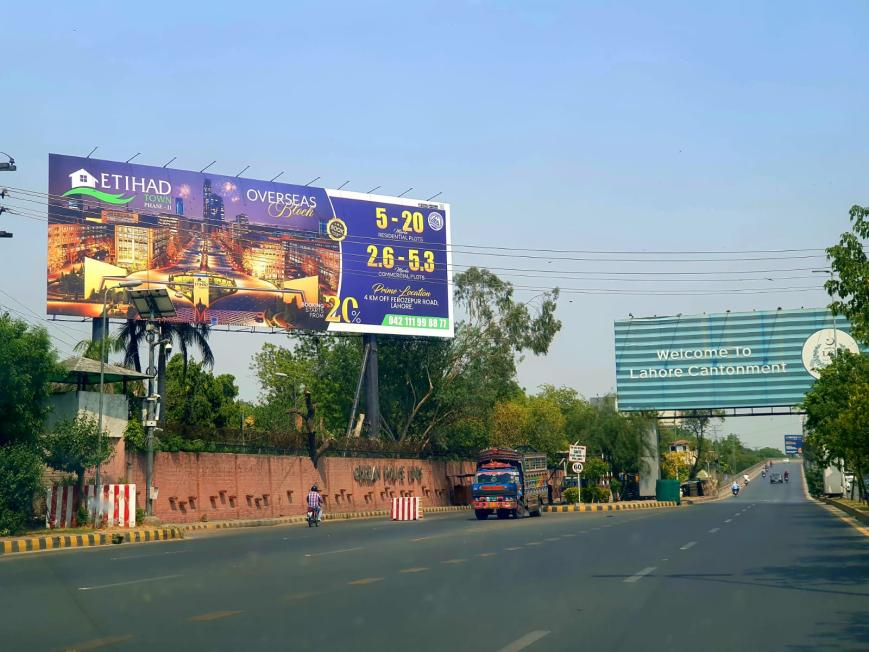 ETIHAD
TOWN
PHASE - II
OVERSEAS
Block
5 - 20
Marla
RESIDENTIAL PLOTS
2.6 - 5.3
Marla
COMMERCIAL PLOTS
Prime Location
4 KM OFF FEROZEPUR ROAD,
LAHORE.
BOOKING
STARTS
FROM
20%
042 111 99 88 77
Welcome To
Lahore Cantonment
60